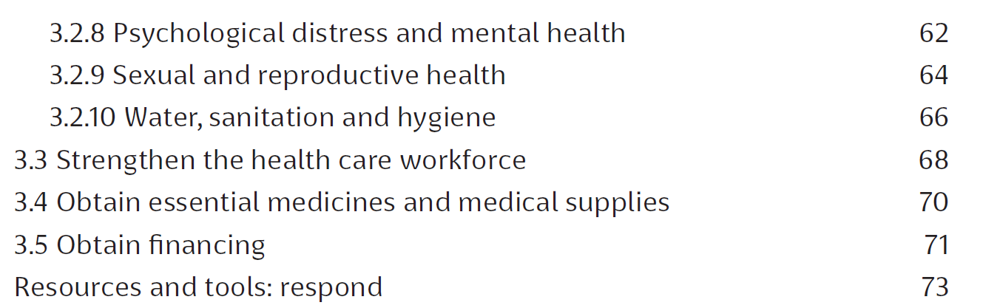 3.2.8 Psychological distress and mental health 62
3.2.9 Sexual and reproductive health 64
3.2.10 Water, sanitation and hygiene 66
3.3 Strengthen the health care workforce 68
3.4 Obtain essential medicines and medical supplies 70
3.5 Obtain financing 71
Resources and tools: respond 73